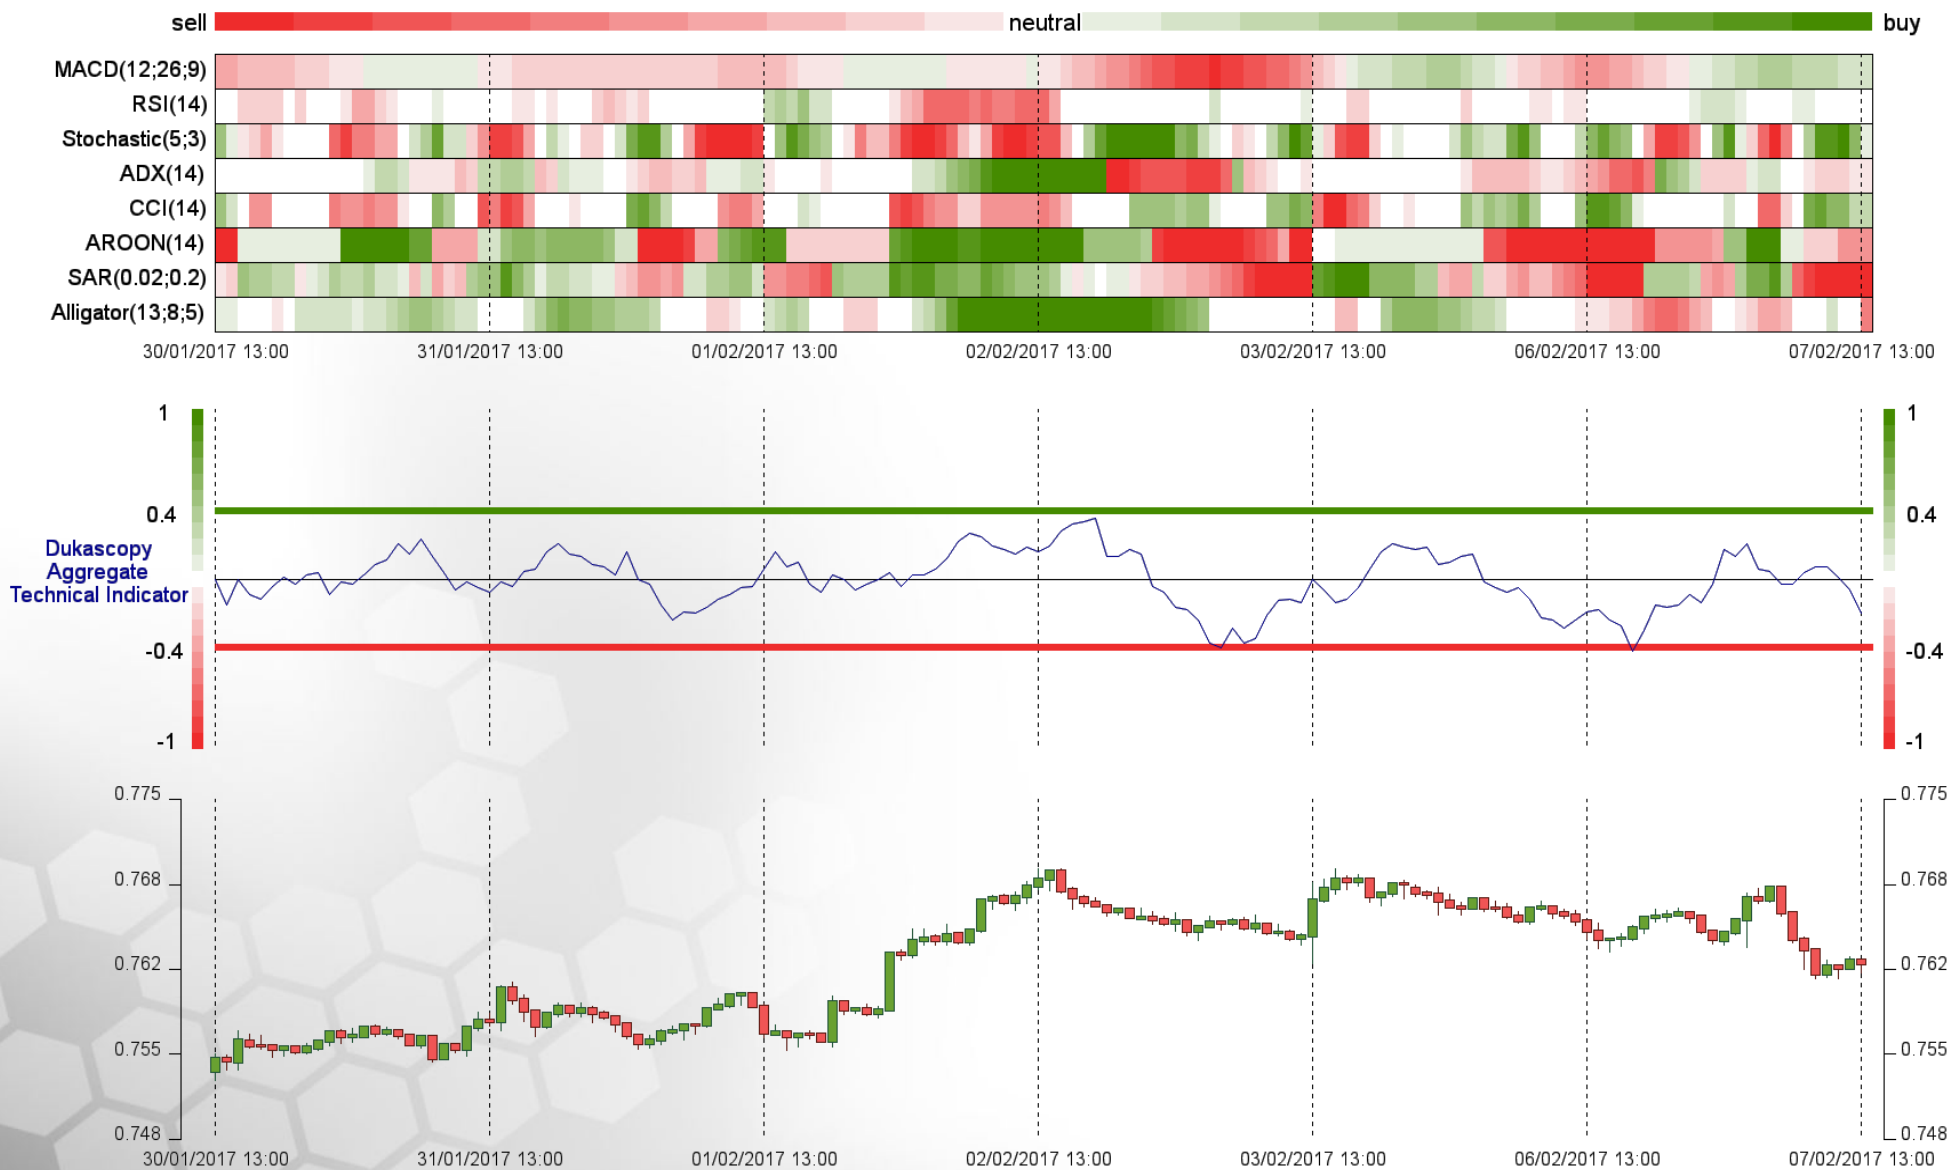 sell neutral buy
MACD(12;26;9)
RSI(14)
Stochastic(5;3)
ADX(14)
CCI(14)
AROON(14)
SAR(0.02;0.2)
Alligator(13;8;5)
30/01/2017 13:00 31/01/2017 13:00 01/02/2017 13:00 02/02/2017 13:00 03/02/2017 13:00 06/02/2017 13:00 07/02/2017 13:00
1 1
0.4 0.4
Dukascopy
Aggregate
Technical Indicator
-0.4 -0.4
-1 -1
0.775 0.775
0.768 0.768
0.762 0.762
0.755 0.755
0.748 0.748
30/01/2017 13:00 31/01/2017 13:00 01/02/2017 13:00 02/02/2017 13:00 03/02/2017 13:00 06/02/2017 13:00 07/02/2017 13:00